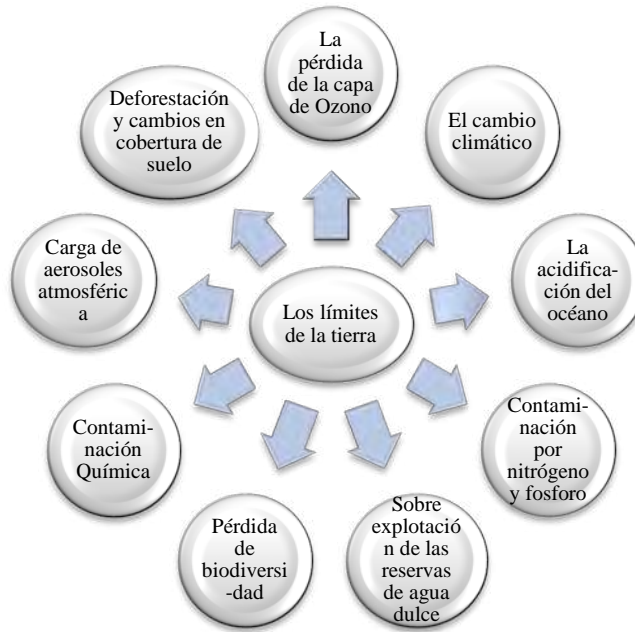 La
pérdida
de la capa
de Ozono
El cambio
climático
La
acidifica-
ción del
océano
Contami-
nación
por
nitrógeno
y fosforo
Sobre
explotació
n de las
reservas
de agua
dulce
Pérdida
de
biodiversi
-dad
Contami-
nación
Química
Carga de
aerosoles
atmosféric
a
Deforestación
y cambios en
cobertura de
suelo
Los límites
de la tierra